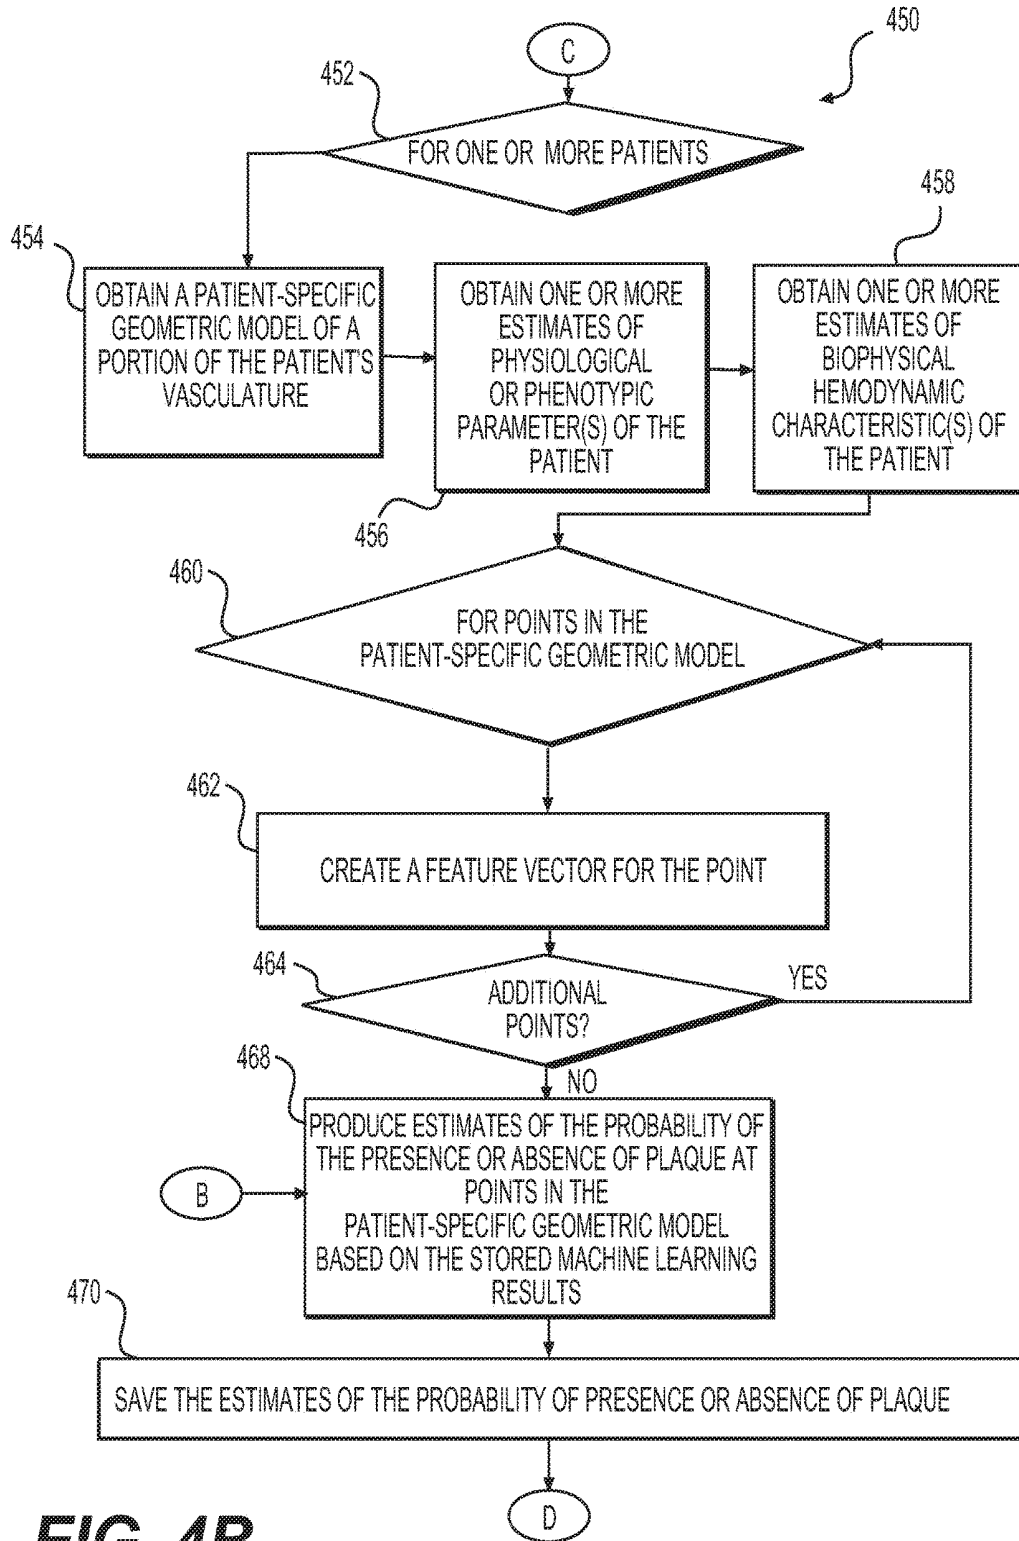 450
C
452
FOR ONE OR MORE PATIENTS
454
OBTAIN A PATIENT-SPECIFIC
GEOMETRIC MODEL OF A
PORTION OF THE PATIENT'S
VASCULATURE
OBTAIN ONE OR MORE
ESTIMATES OF
PHYSIOLOGICAL
OR PHENOTYPIC
PARAMETER(S) OF THE
PATIENT
456
458
OBTAIN ONE OR MORE
ESTIMATES OF
BIOPHYSICAL
HEMODYNAMIC
CHARACTERISTIC(S) OF
THE PATIENT
460
FOR POINTS IN THE
PATIENT-SPECIFIC GEOMETRIC MODEL
462
CREATE A FEATURE VECTOR FOR THE POINT
464
ADDITIONAL
POINTS?
YES
NO
468
PRODUCE ESTIMATES OF THE PROBABILITY OF
THE PRESENCE OR ABSENCE OF PLAQUE AT
POINTS IN THE
PATIENT-SPECIFIC GEOMETRIC MODEL
BASED ON THE STORED MACHINE LEARNING
RESULTS
B
470
SAVE THE ESTIMATES OF THE PROBABILITY OF PRESENCE OR ABSENCE OF PLAQUE
D
FIG. 4B